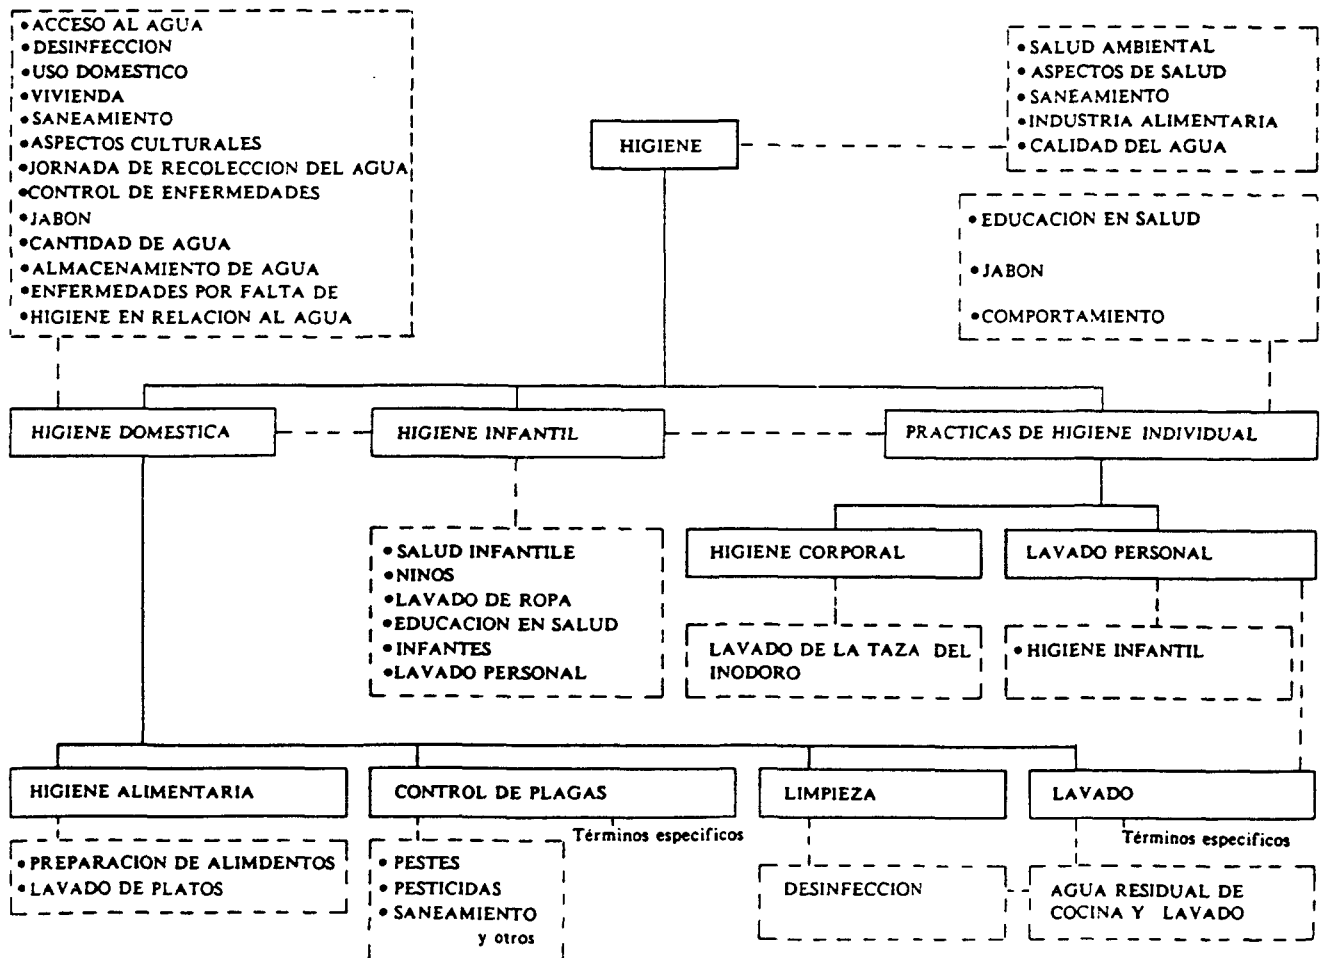 •ACCESO AL AGUA
•DESINFECCION
•USO DOMESTICO
•VIVIENDA
•SANEAMIENTO
•ASPECTOS CULTURALES
•JORNADA DE RECOLECCION DEL AGUA
•CONTROL DE ENFERMEDADES
•JABON
•CANTIDAD DE AGUA
•ALMACENAMIENTO DE AGUA
•ENFERMEDADES POR FALTA DE
•HIGIENE EN RELACION AL AGUA
HIGIENE
•SALUD AMBIENTAL
•ASPECTOS DE SALUD
•SANEAMIENTO
•INDUSTRIA ALIMENTARIA
•CALIDAD DEL AGUA
•EDUCACION EN SALUD
•JABON
•COMPORTAMIENTO
HIGIENE DOMESTICA
HIGIENE INFANTIL
PRACTICAS DE HIGIENE INDIVIDUAL
•SALUD INFANTILE
•NINOS
•LAVADO DE ROPA
•EDUCACION EN SALUD
•INFANTES
•LAVADO PERSONAL
HIGIENE CORPORAL
LAVADO PERSONAL
LAVADO DE LA TAZA DEL
INODORO
•HIGIENE INFANTIL
HIGIENE ALIMENTARIA
CONTROL DE PLAGAS
LIMPIEZA
LAVADO
Términos especificos
Términos especificos
•PREPARACION DE ALIMDENTOS
•LAVADO DE PLATOS
•PESTES
•PESTICIDAS
•SANEAMIENTO
y otros
DESINFECCION
AGUA RESIDUAL DE
COCINA Y LAVADO